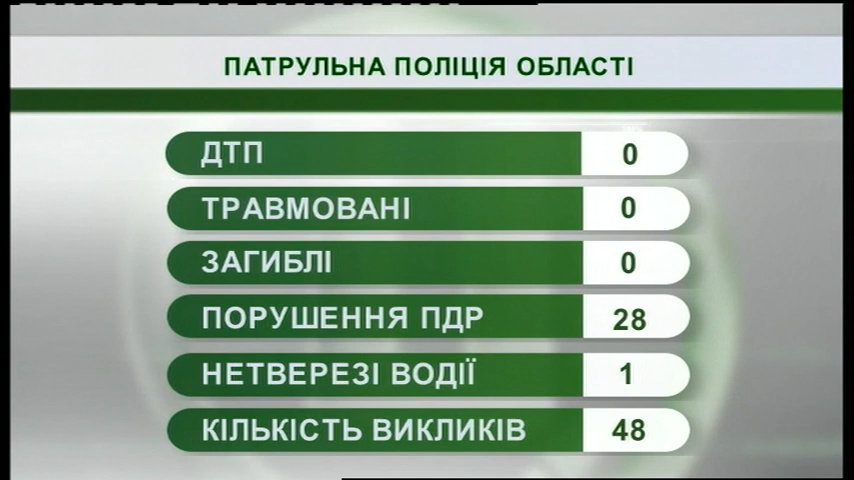 ПАТРУЛЬНА ПОЛІЦІЯ ОБЛАСТІ
ДТП 0
ТРАВМОВАНІ 0
ЗАГИБЛІ 0
ПОРУШЕННЯ ПДР 28
НЕТВЕРЕЗІ ВОДІЇ 1
КІЛЬКІСТЬ ВИКЛИКІВ 48